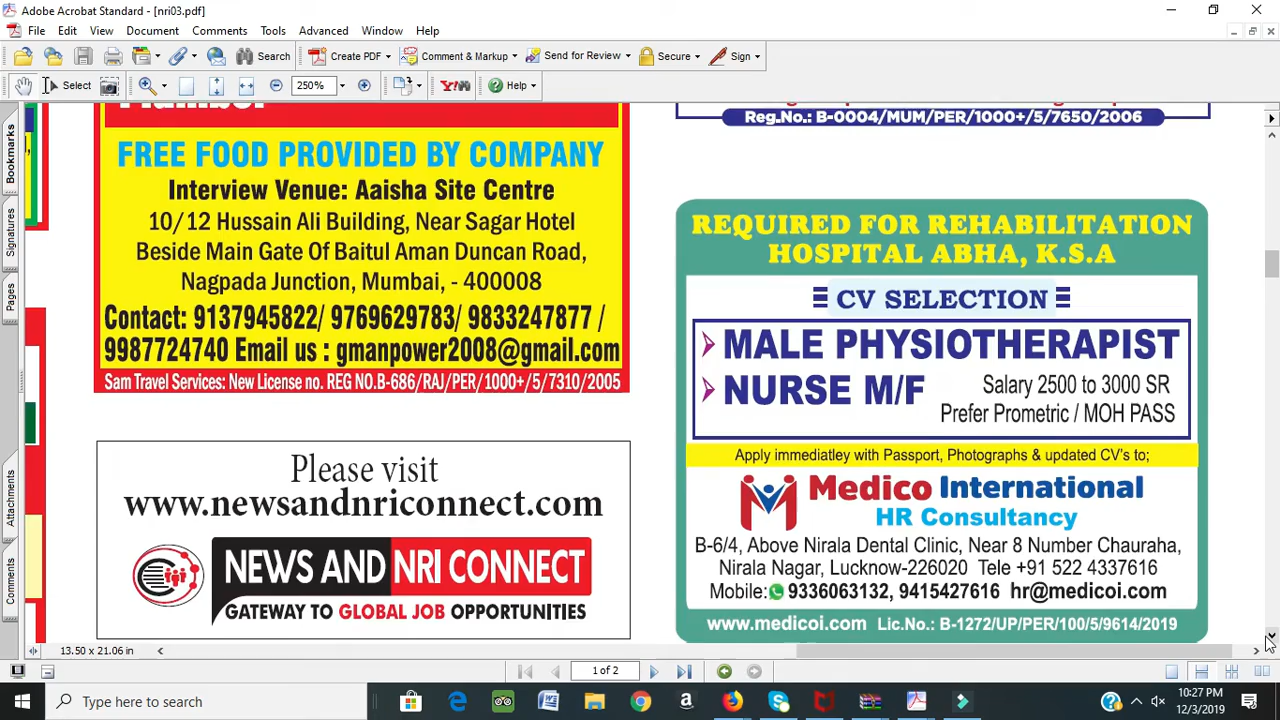 Adobe Acrobat Standard - [nri03.pdf]
File Edit View Document Comments Tools Advanced Window Help
Search Create PDF Comment & Markup Send for Review Secure Sign
Select 250% Y! Help
Bookmarks
Signatures
Pages
Attachments
Comments
FREE FOOD PROVIDED BY COMPANY
Interview Venue: Aaisha Site Centre
10/12 Hussain Ali Building, Near Sagar Hotel
Beside Main Gate Of Baitul Aman Duncan Road,
Nagpada Junction, Mumbai, - 400008
Contact: 9137945822/ 9769629783/ 9833247877 /
9987724740 Email us : gmanpower2008@gmail.com
Sam Travel Services: New License no. REG NO.B-686/RAJ/PER/1000+/5/7310/2005
Please visit
www.newsandnriconnect.com
NEWS AND NRI CONNECT
GATEWAY TO GLOBAL JOB OPPORTUNITIES
Reg.No.: B-0004/MUM/PER/1000+/5/7650/2006
REQUIRED FOR REHABILITATION
HOSPITAL ABHA, K.S.A
CV SELECTION
MALE PHYSIOTHERAPIST
NURSE M/F Salary 2500 to 3000 SR
Prefer Prometric / MOH PASS
Apply immediatley with Passport, Photographs & updated CV's to;
Medico International
HR Consultancy
B-6/4, Above Nirala Dental Clinic, Near 8 Number Chauraha,
Nirala Nagar, Lucknow-226020 Tele +91 522 4337616
Mobile: 9336063132, 9415427616 hr@medicoi.com
www.medicoi.com Lic.No.: B-1272/UP/PER/100/5/9614/2019
13.50 x 21.06 in
1 of 2
Type here to search
10:27 PM
12/3/2019